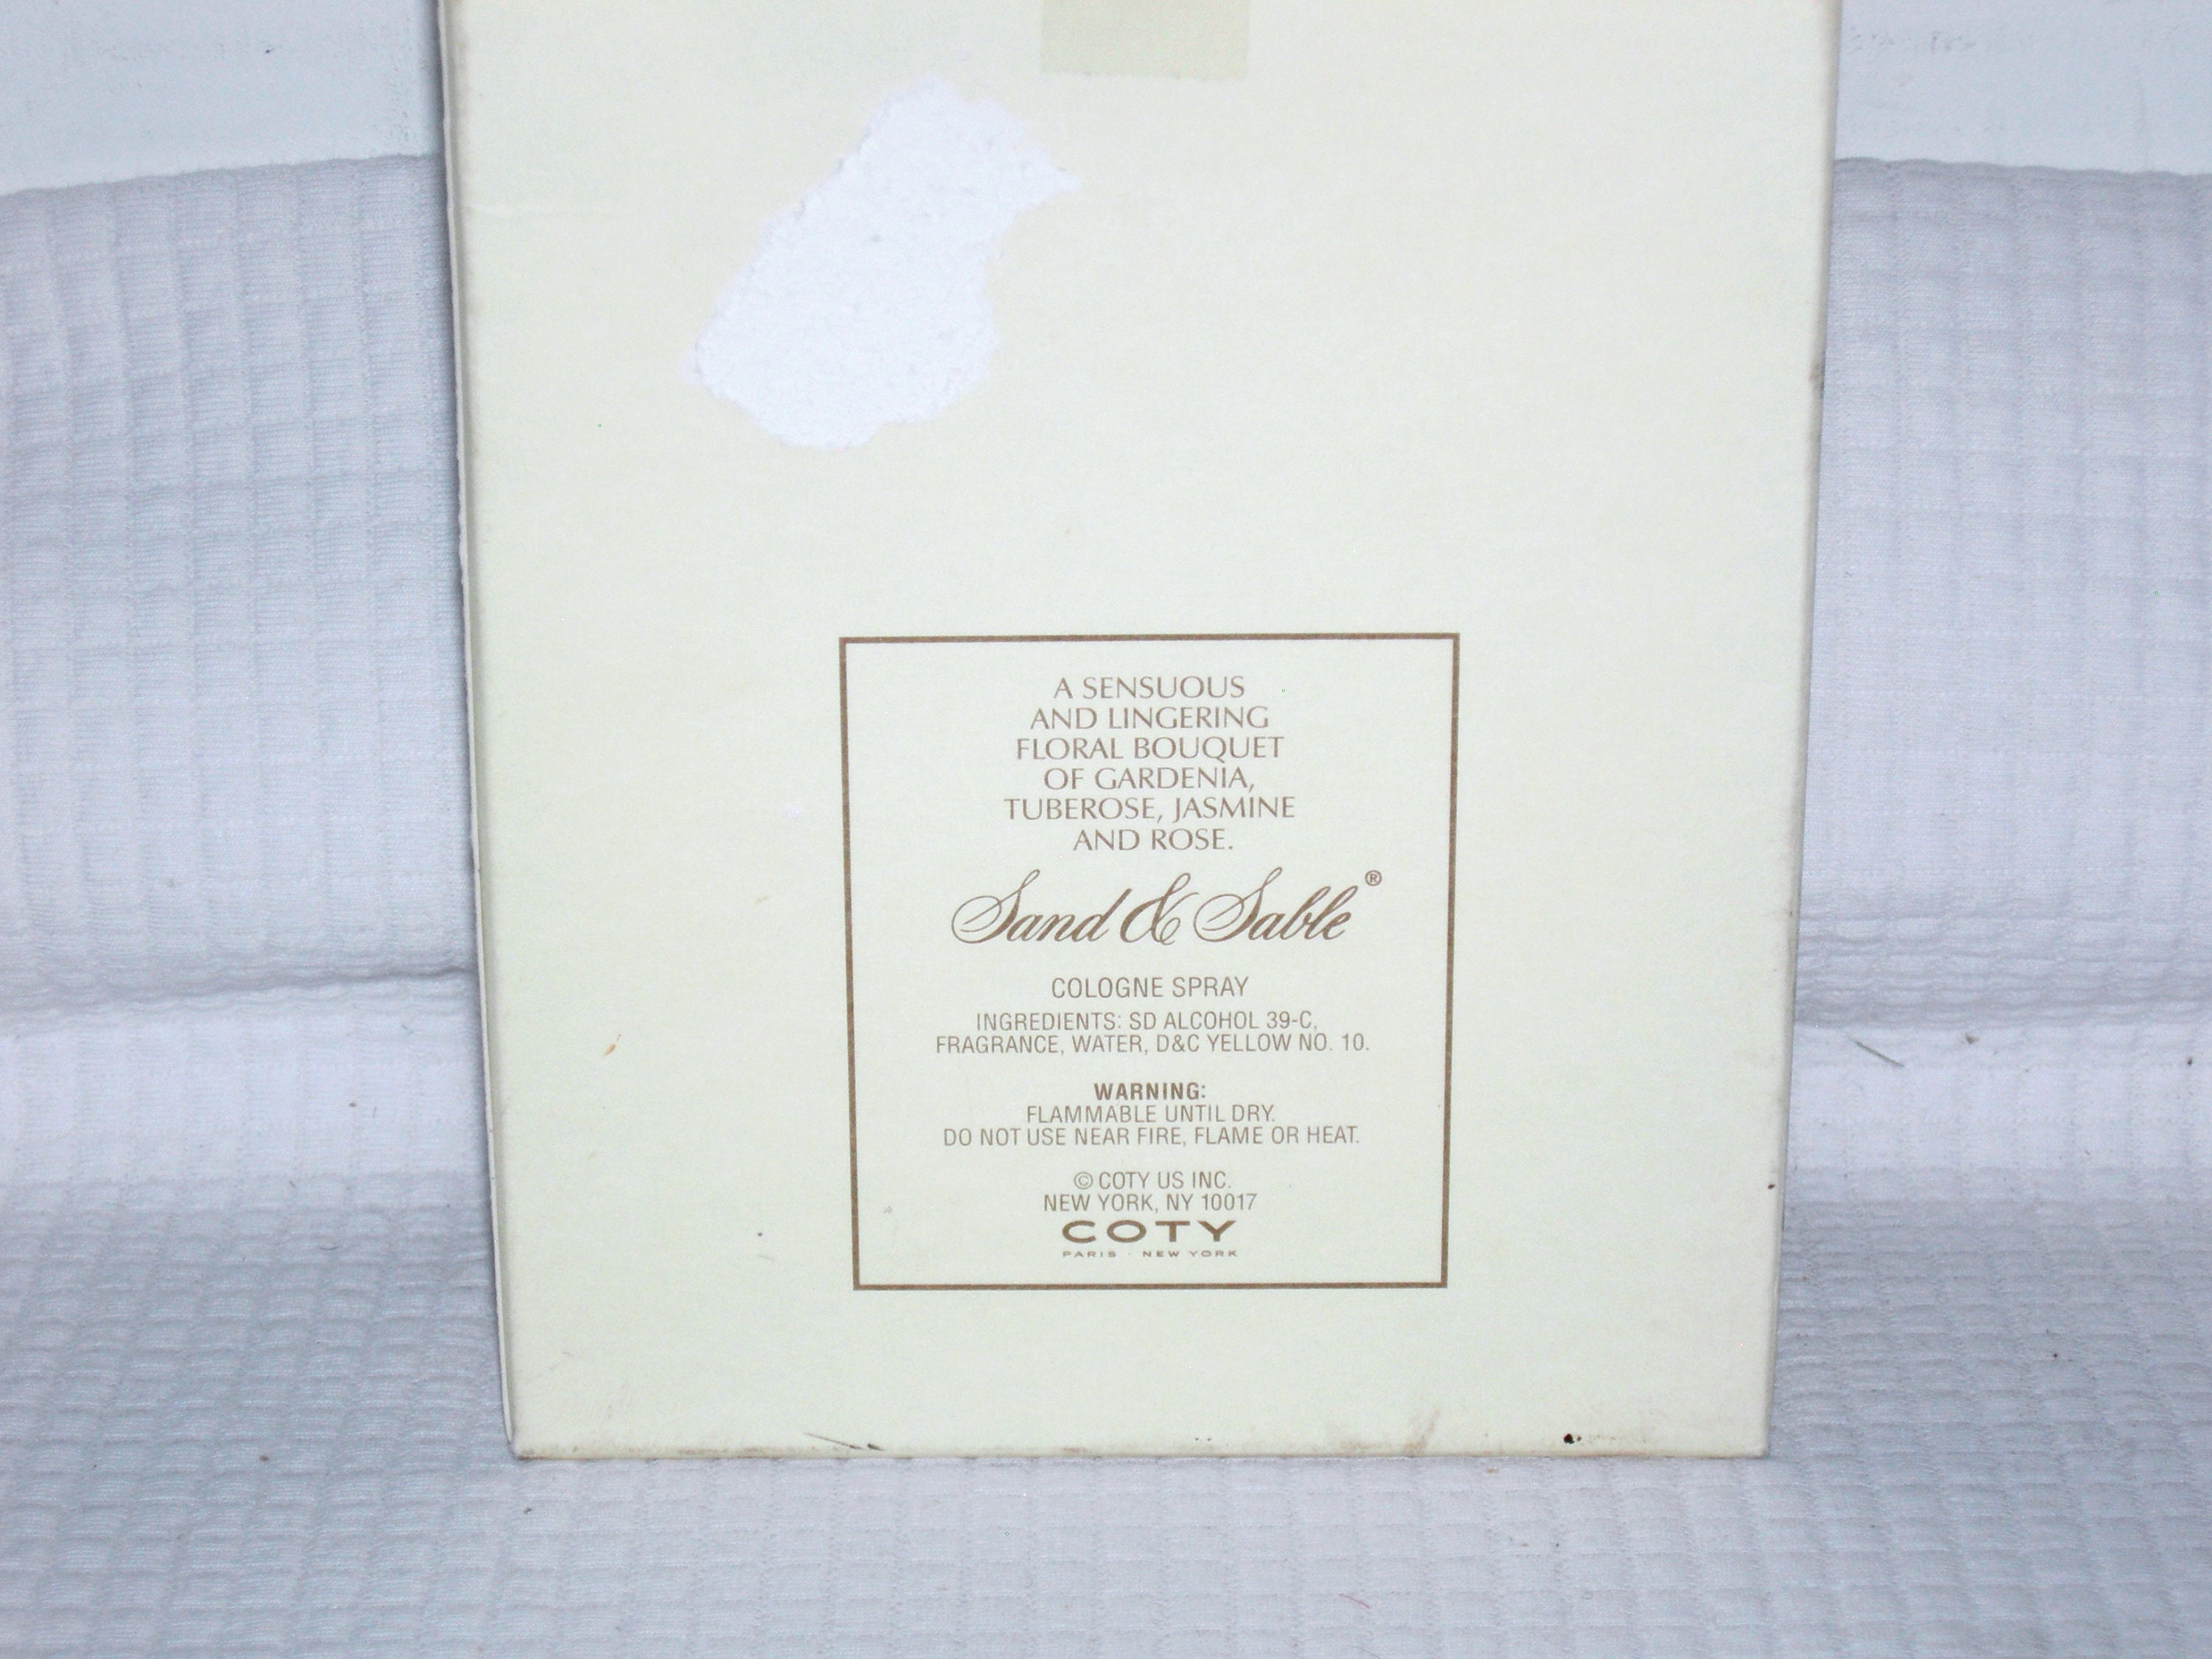 A SENSUOUS
AND LINGERING
FLORAL BOUQUET
OF GARDENIA,
TUBEROSE, JASMINE
AND ROSE.
Sand & Sable®
COLOGNE SPRAY
INGREDIENTS: SD ALCOHOL 39-C,
FRAGRANCE, WATER, D&C YELLOW NO. 10.
WARNING:
FLAMMABLE UNTIL DRY.
DO NOT USE NEAR FIRE, FLAME OR HEAT.
© COTY US INC.
NEW YORK, NY 10017
COTY
PARIS · NEW YORK